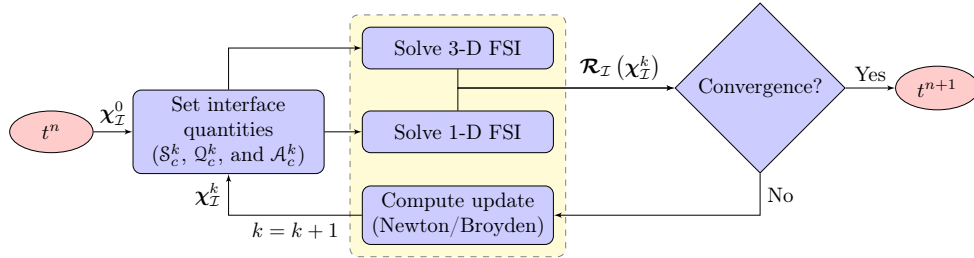 Solve 3-D FSI
𝓡_𝓘 (𝝌_𝓘^k)
Convergence?
Yes
t^{n+1}
t^n
𝝌_𝓘^0
Set interface
quantities
(𝒮_c^k, 𝒬_c^k, and 𝒜_c^k)
Solve 1-D FSI
𝝌_𝓘^k
k = k + 1
Compute update
(Newton/Broyden)
No